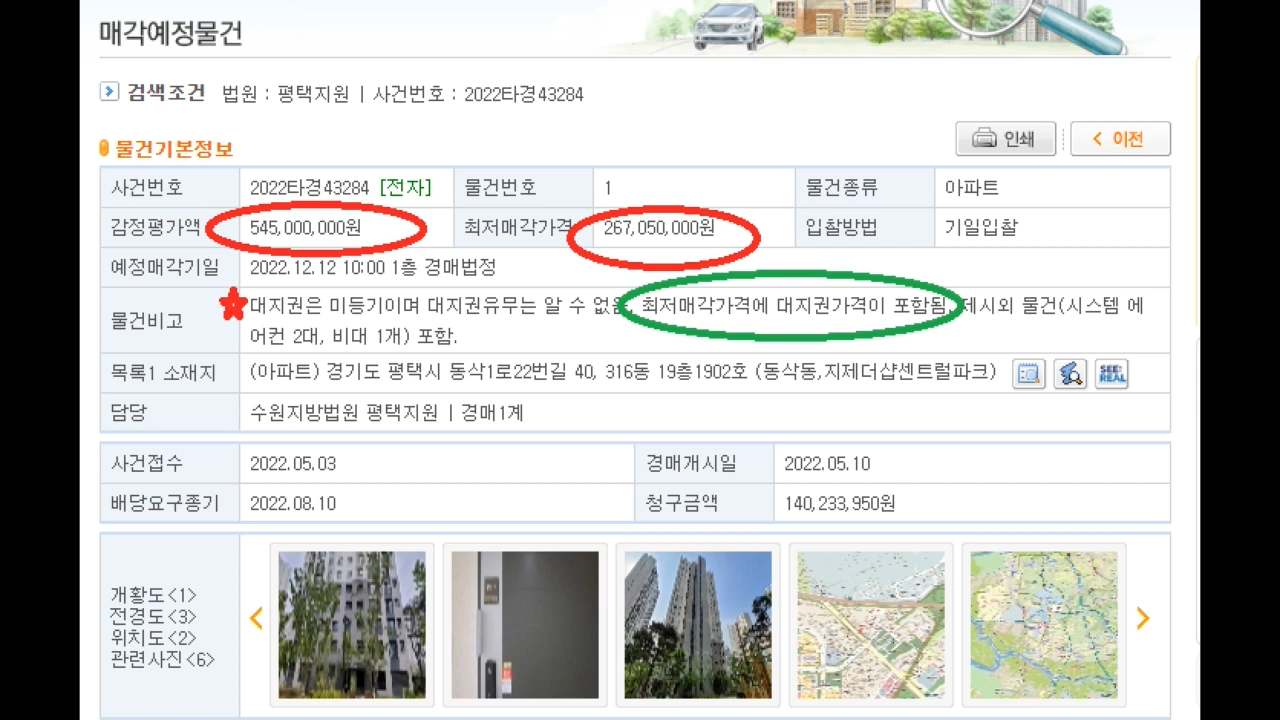 매각예정물건
검색조건 법원 : 평택지원 | 사건번호 : 2022타경43284
인쇄 이전
물건기본정보
사건번호 2022타경43284 [전자] 물건번호 1 물건종류 아파트
감정평가액 545,000,000원 최저매각가격 267,050,000원 입찰방법 기일입찰
예정매각기일 2022.12.12 10:00 1층 경매법정
물건비고 대지권은 미등기이며 대지권유무는 알 수 없음. 최저매각가격에 대지권가격이 포함됨. 제시외 물건(시스템 에
어컨 2대, 비대 1개) 포함.
목록1 소재지 (아파트) 경기도 평택시 동삭1로22번길 40, 316동 19층1902호 (동삭동,지제더샵센트럴파크) SEE: REAL
담당 수원지방법원 평택지원 | 경매1계
사건접수 2022.05.03 경매개시일 2022.05.10
배당요구종기 2022.08.10 청구금액 140,233,950원
개황도<1>
전경도<3>
위치도<2>
관련사진<6>